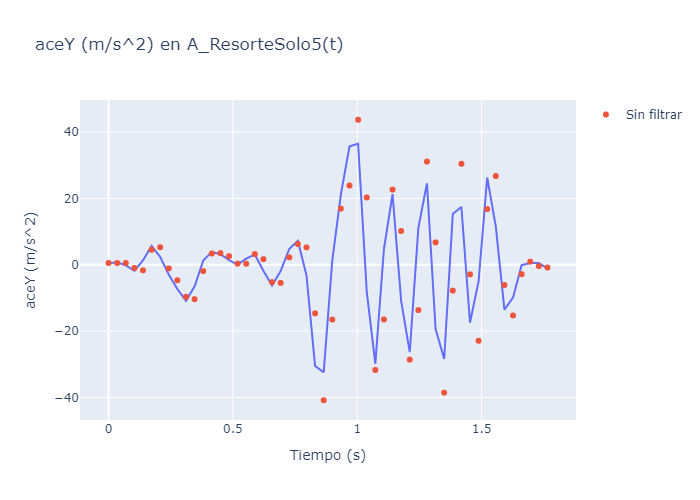 aceY (m/s^2) en A_ResorteSolo5(t)
Sin filtrar
aceY (m/s^2)
40
20
0
−20
−40
0
0.5
1
1.5
Tiempo (s)